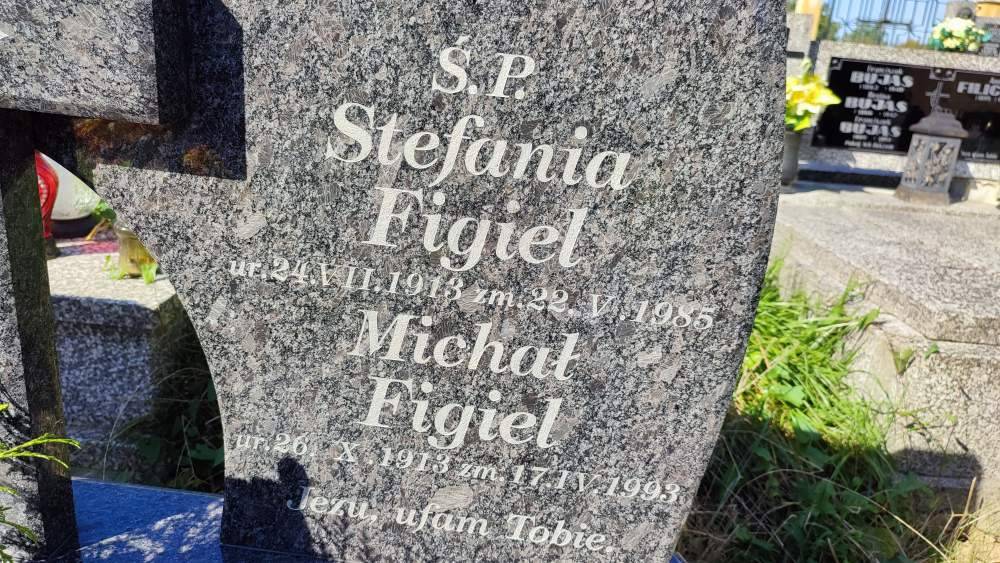 Ś.P.
Stefania
Figiel
ur.24.VII.1913 zm.22.V.1985
Michał
Figiel
ur.26.X.1913 zm.17.IV.1993
Jezu, ufam Tobie.
BUJAS
BUJAS
BUJAS